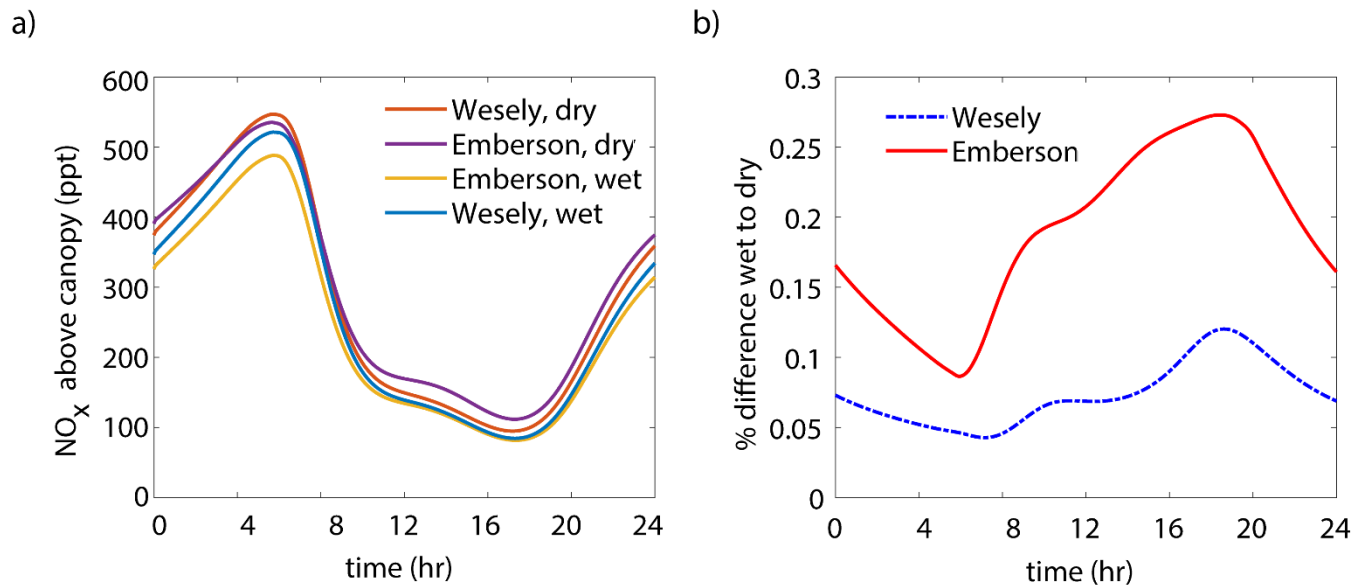 a)
NOx above canopy (ppt)
600
500
400
300
200
100
0
Wesely, dry
Emberson, dry
Emberson, wet
Wesely, wet
0 4 8 12 16 20 24
time (hr)
b)
% difference wet to dry
0.3
0.25
0.2
0.15
0.1
0.05
0
Wesely
Emberson
0 4 8 12 16 20 24
time (hr)